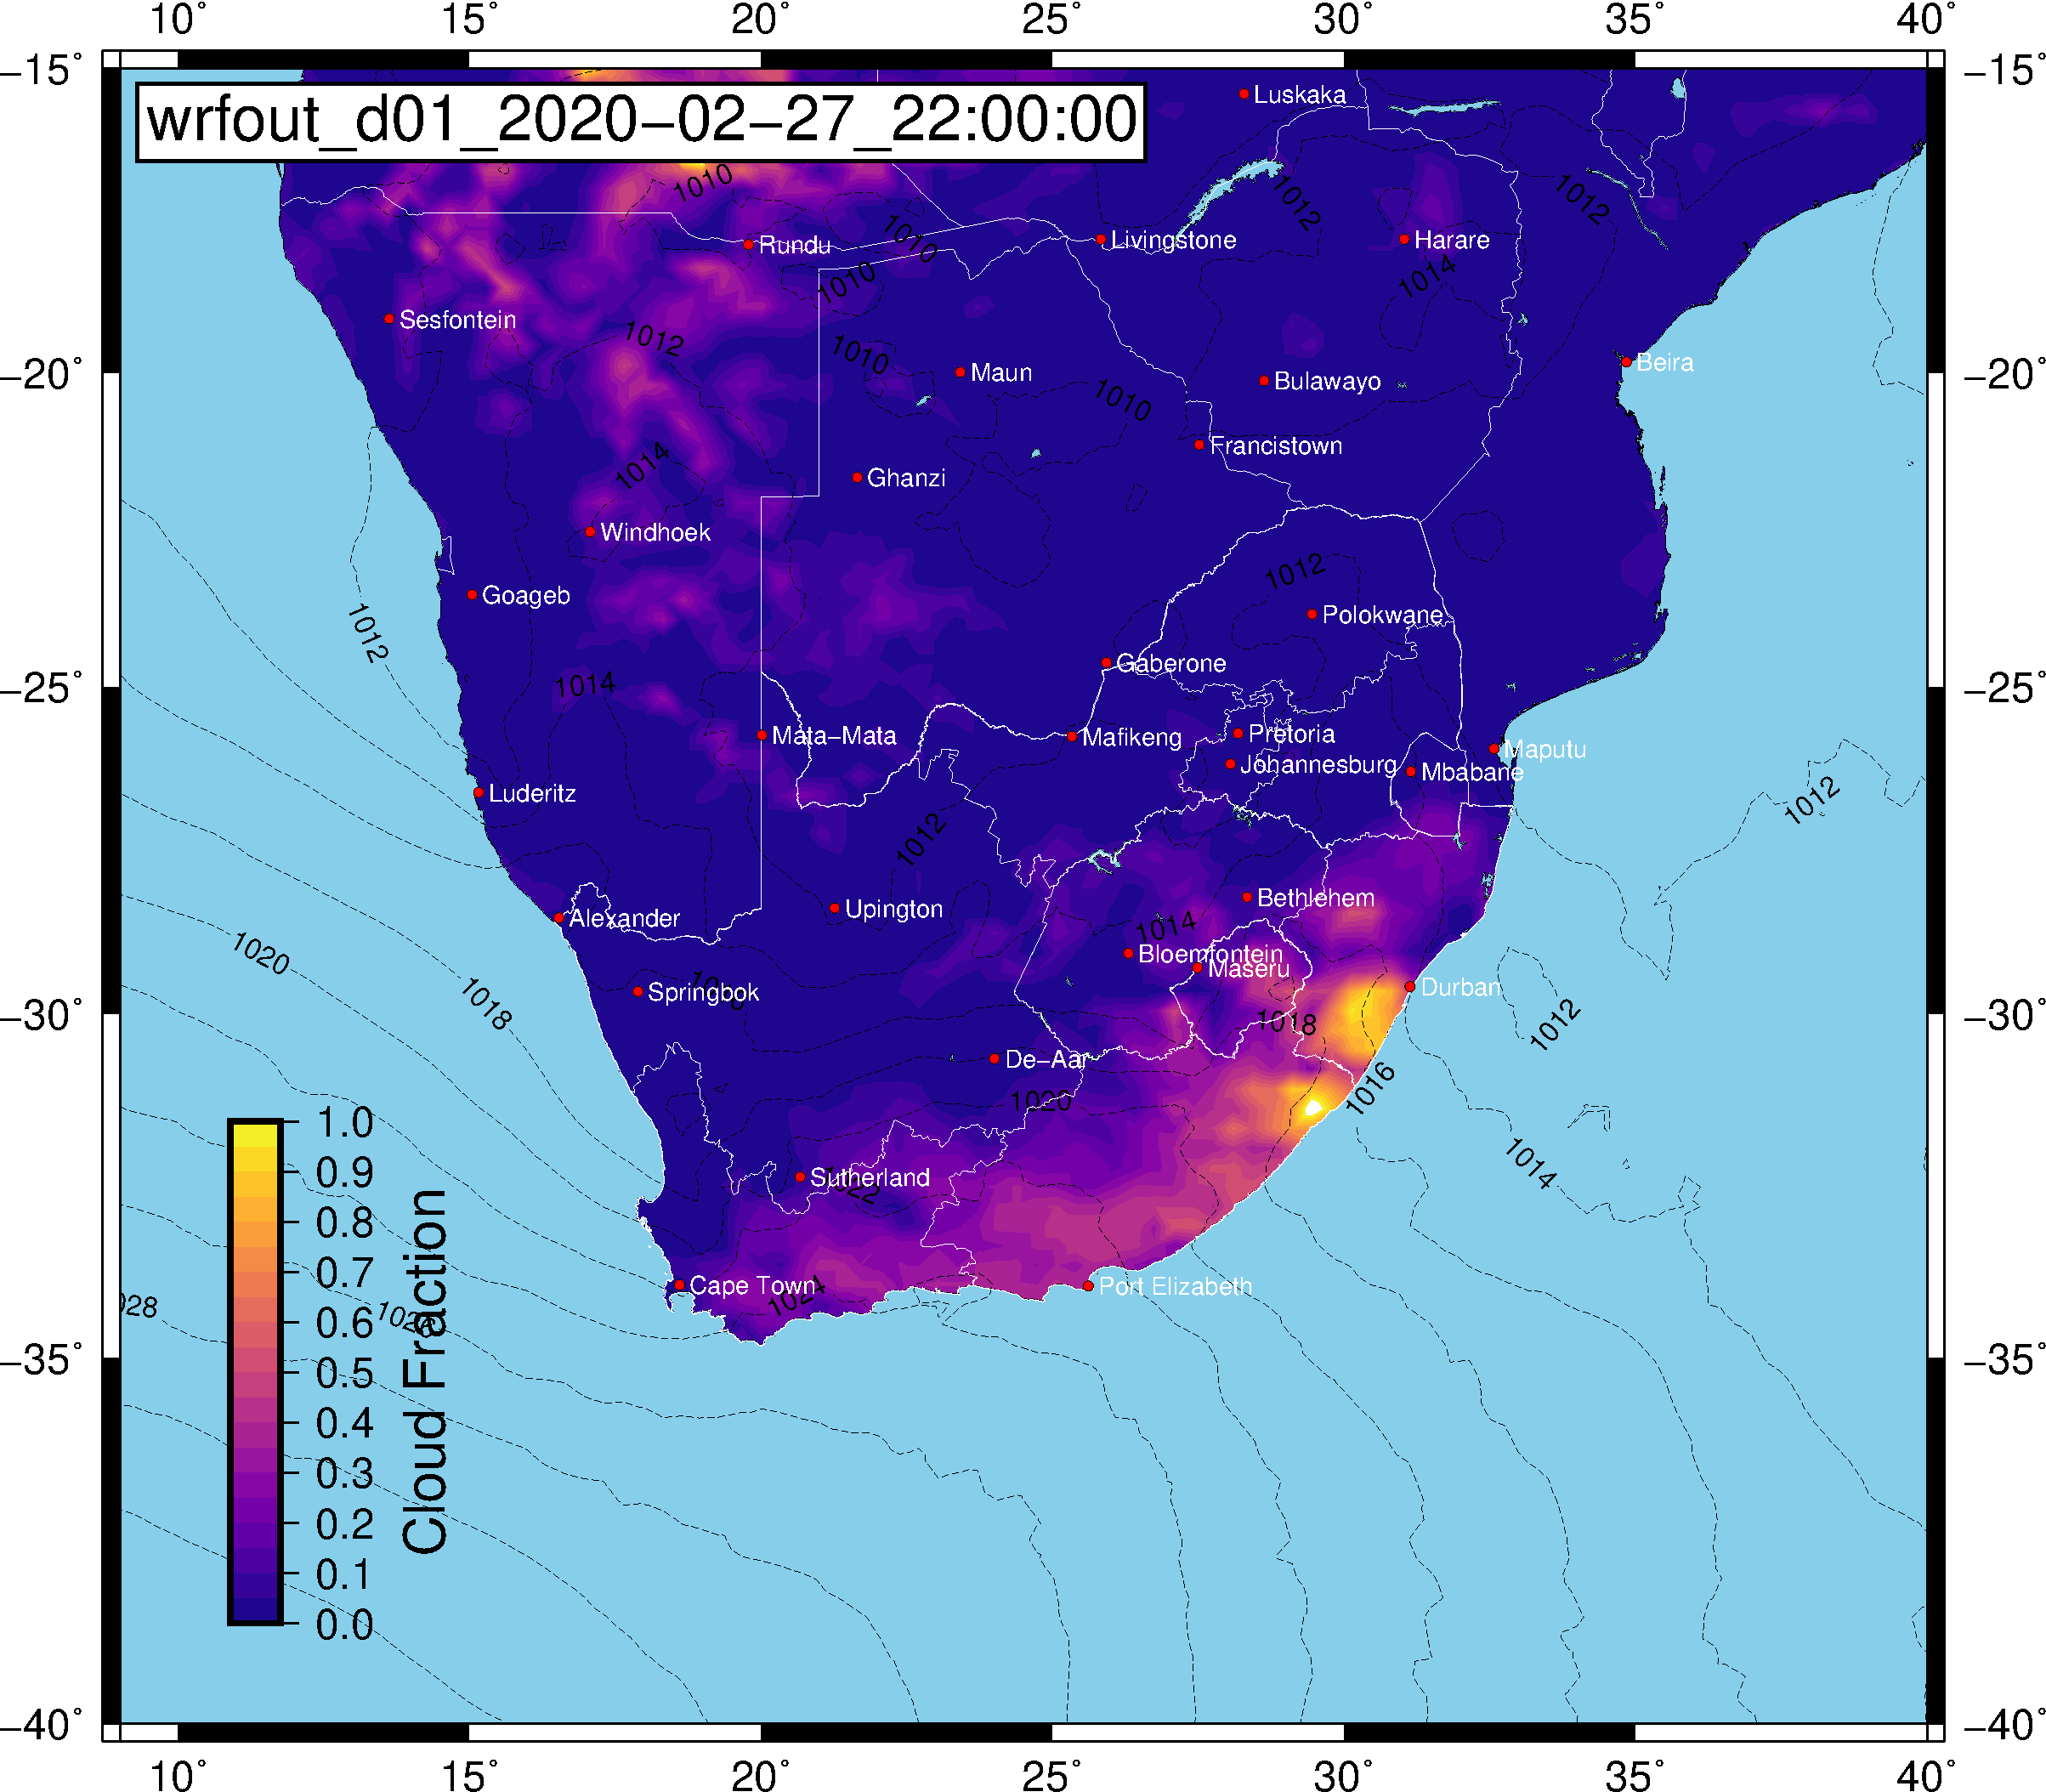 10° 15° 20° 25° 30° 35° 40°
−15° −15°
wrfout_d01_2020−02−27_22:00:00
Luskaka
1010
1012
1012
Rundu
1010
Livingstone
Harare
1010
1014
Sesfontein
1012
1010
Maun
1010
Bulawayo
Beira
−20° −20°
Francistown
1014
Ghanzi
Windhoek
1012
Goageb
1012
Polokwane
Gaberone
−25° −25°
1014
Mata−Mata
Mafikeng
Pretoria
Johannesburg
Mbabane
Maputu
Luderitz
1012
1012
Alexander
Upington
Bethlehem
1014
Bloemfontein
Maseru
1020
1018
Springbok
Durban
1012
−30° −30°
1018
De−Aar
1020
1016
1014
Sutherland
1022
Cape Town
1024
Port Elizabeth
028
−35° −35°
1.0
0.9
0.8
0.7
0.6
0.5
0.4
0.3
0.2
0.1
0.0
Cloud Fraction
−40° −40°
10° 15° 20° 25° 30° 35° 40°